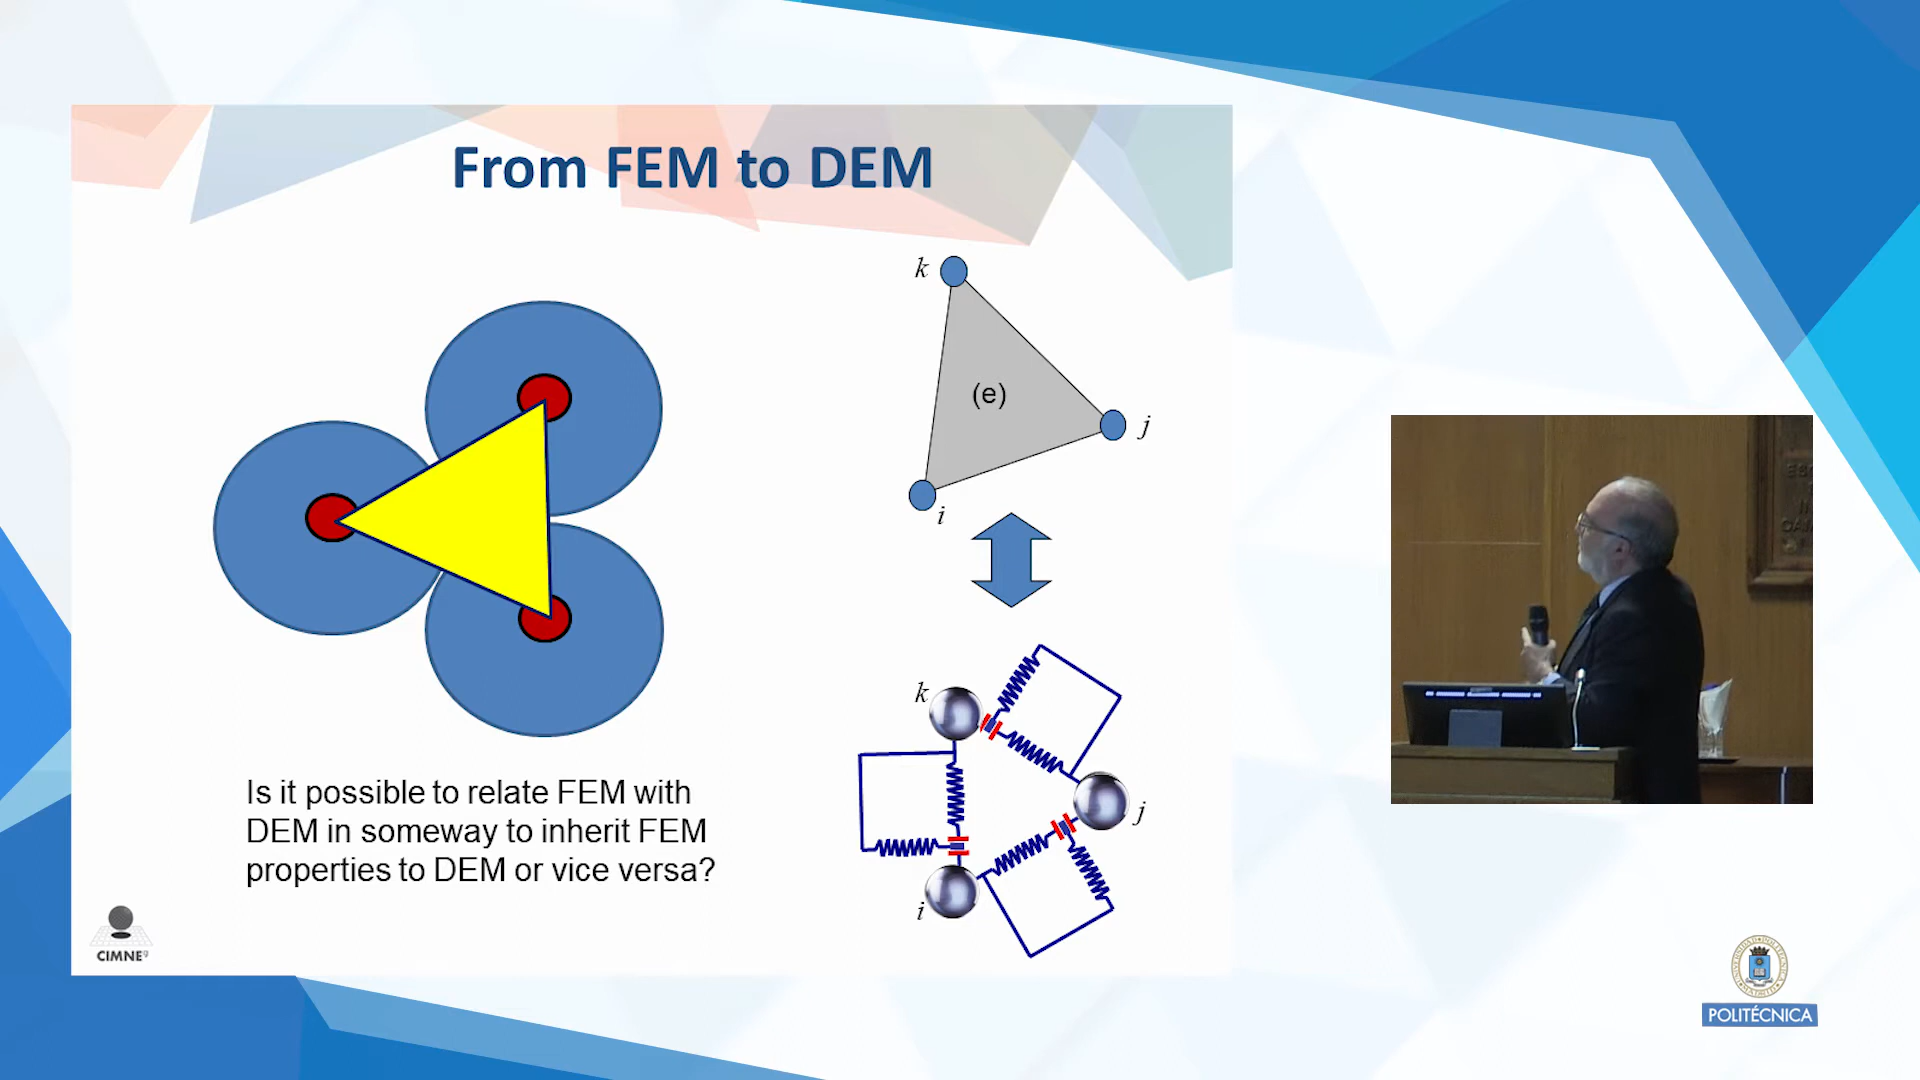 From FEM to DEM
k
(e)
j
i
k
j
i
Is it possible to relate FEM with
DEM in someway to inherit FEM
properties to DEM or vice versa?
CIMNE
POLITÉCNICA